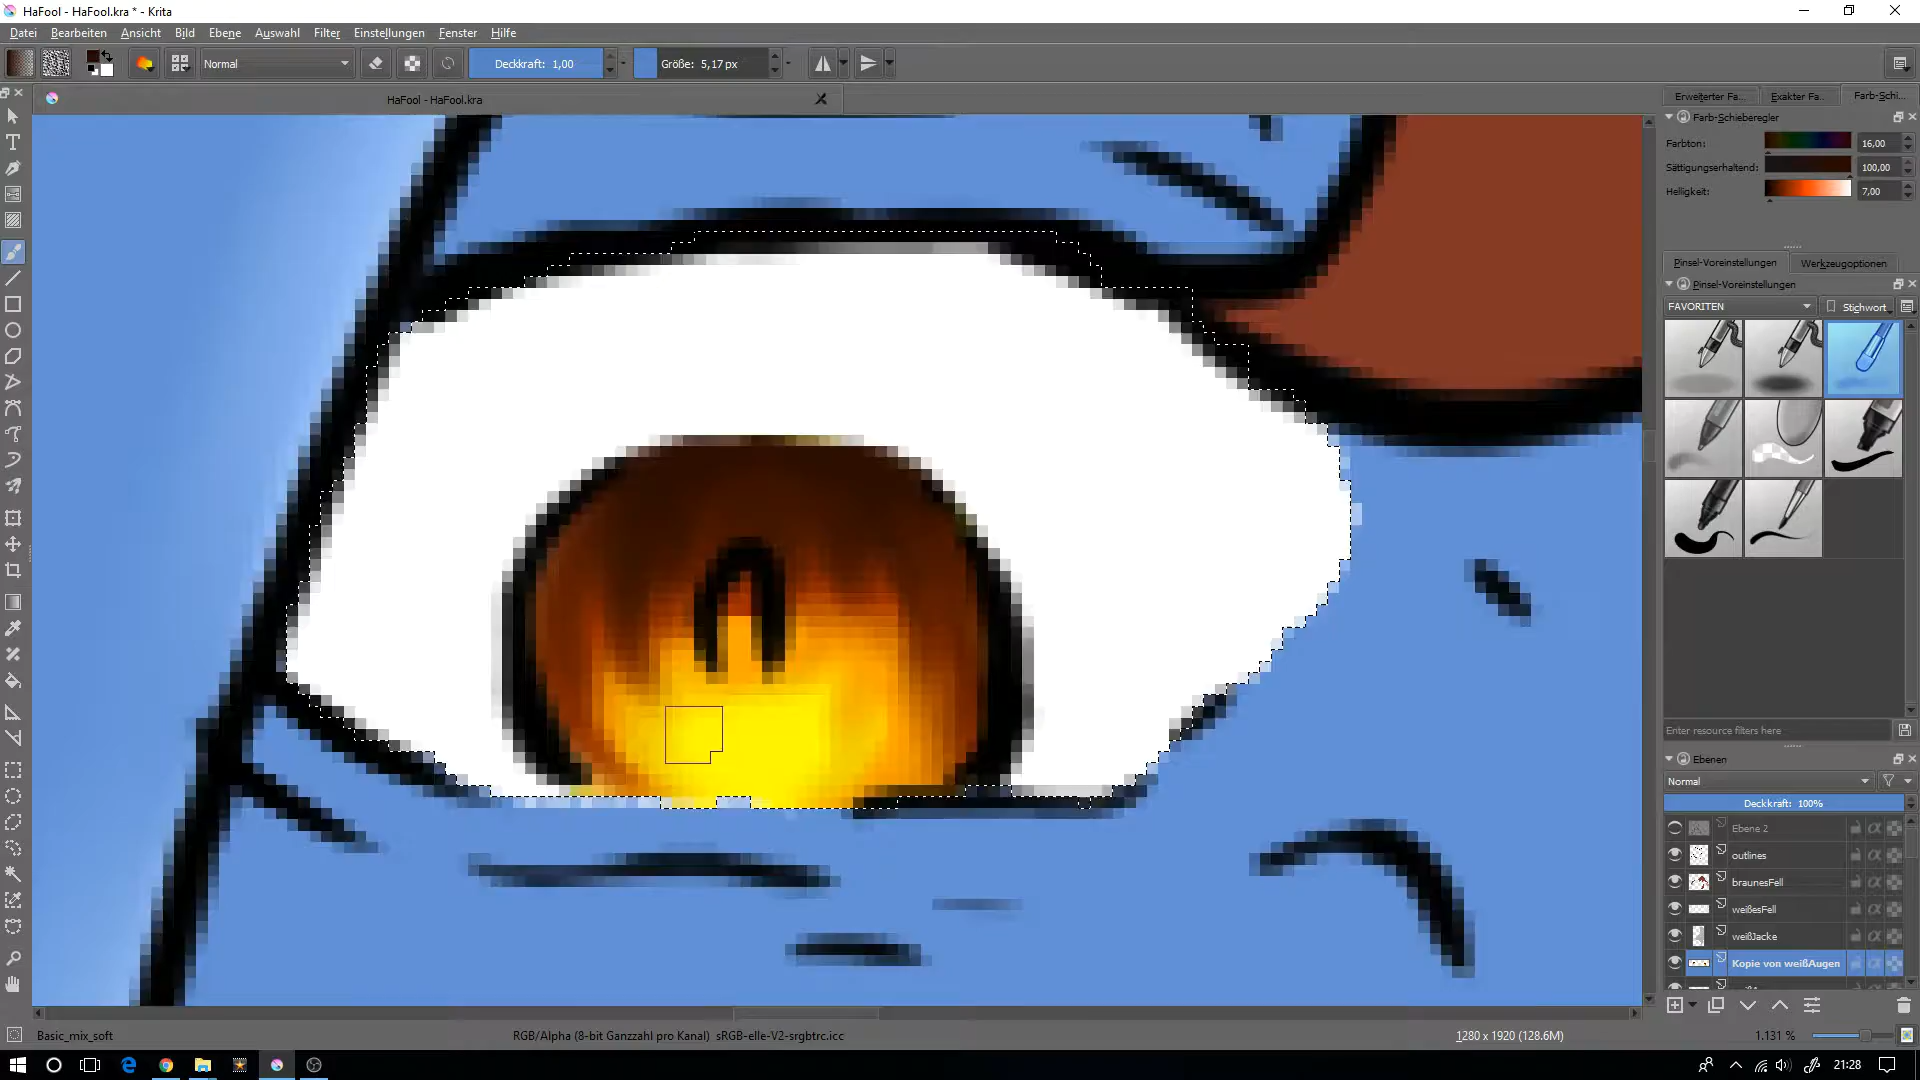 HaFool - HaFool.kra * - Krita
Datei Bearbeiten Ansicht Bild Ebene Auswahl Filter Einstellungen Fenster Hilfe
Normal Deckkraft: 1,00 Größe: 5,17 px
HaFool - HaFool.kra
Erweiterter Fa... Exakter Fa... Farb-Schi...
Farb-Schieberegler
Farbton: 16,00
Sättigungserhaltend: 100,00
Helligkeit: 7,00
Pinsel-Voreinstellungen Werkzeugoptionen
Pinsel-Voreinstellungen
FAVORITEN Stichwort
Enter resource filters here
Ebenen
Normal
Deckkraft: 100%
Ebene 2
outlines
braunesFell
weißesFell
weißJacke
Kopie von weißAugen
Basic_mix_soft RGB/Alpha (8-bit Ganzzahl pro Kanal) sRGB-elle-V2-srgbtrc.icc 1280 x 1920 (128.6M) 1.131 %
21:28